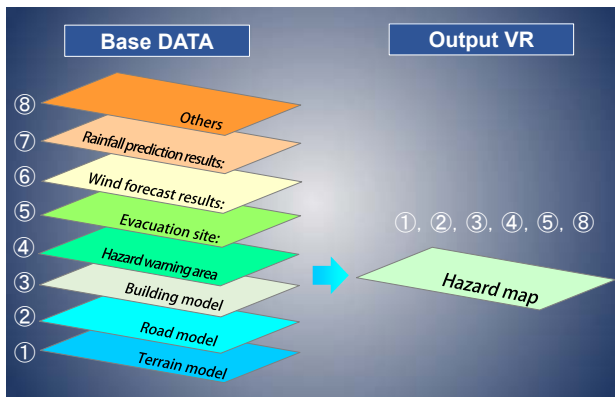 Base DATA
Output VR
⑧ Others
⑦ Rainfall prediction results:
⑥ Wind forecast results:
⑤ Evacuation site:
④ Hazard warning area
③ Building model
② Road model
① Terrain model
①, ②, ③, ④, ⑤, ⑧
Hazard map